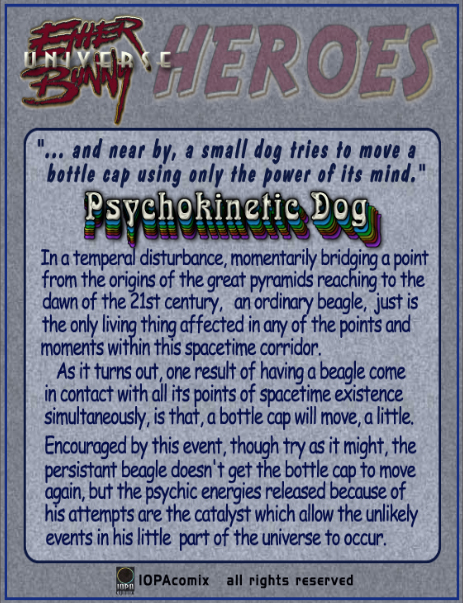 ETHER
UNIVERSE
BUNNY
HEROES
"... and near by, a small dog tries to move a
bottle cap using only the power of its mind."
Psychokinetic Dog
In a temperal disturbance, momentarily bridging a point
from the origins of the great pyramids reaching to the
dawn of the 21st century, an ordinary beagle, just is
the only living thing affected in any of the points and
moments within this spacetime corridor.
As it turns out, one result of having a beagle come
in contact with all its points of spacetime existence
simultaneously, is that, a bottle cap will move, a little.
Encouraged by this event, though try as it might, the
persistant beagle doesn't get the bottle cap to move
again, but the psychic energies released because of
his attempts are the catalyst which allow the unlikely
events in his little part of the universe to occur.
IOPAcomix all rights reserved